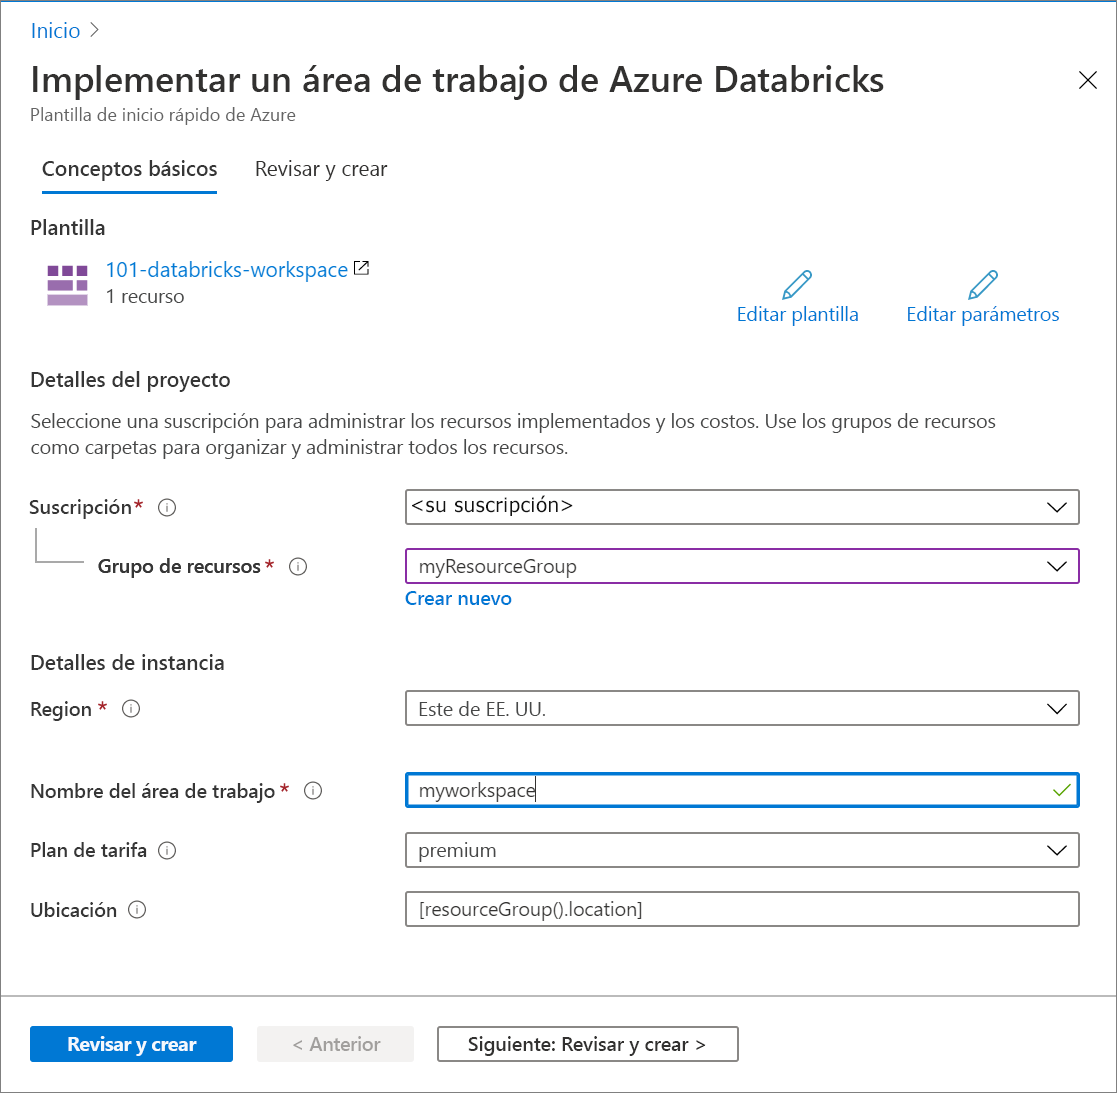 Inicio >
Implementar un área de trabajo de Azure Databricks
Plantilla de inicio rápido de Azure
Conceptos básicos Revisar y crear
Plantilla
101-databricks-workspace
1 recurso
Editar plantilla Editar parámetros
Detalles del proyecto
Seleccione una suscripción para administrar los recursos implementados y los costos. Use los grupos de recursos
como carpetas para organizar y administrar todos los recursos.
Suscripción* <su suscripción>
Grupo de recursos * myResourceGroup
Crear nuevo
Detalles de instancia
Region * Este de EE. UU.
Nombre del área de trabajo * myworkspace
Plan de tarifa premium
Ubicación [resourceGroup().location]
Revisar y crear < Anterior Siguiente: Revisar y crear >